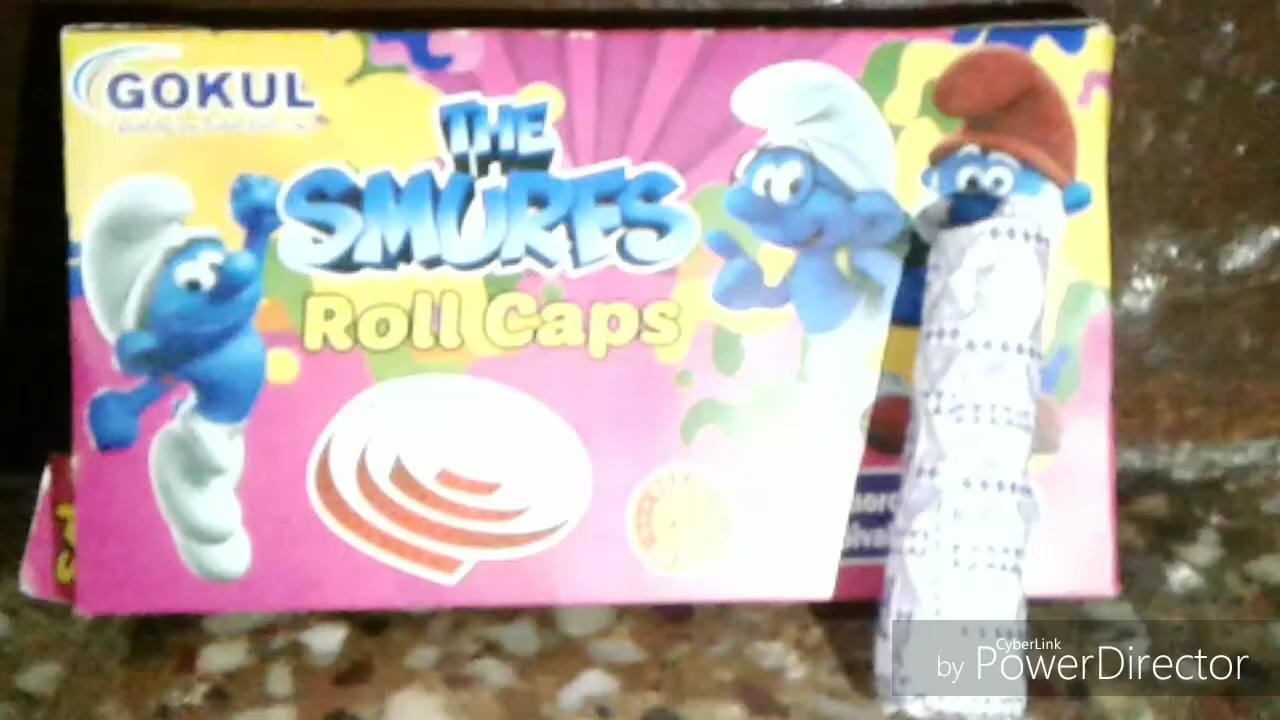 GOKUL
THE
SMURFS
Roll Caps
CyberLink
by PowerDirector